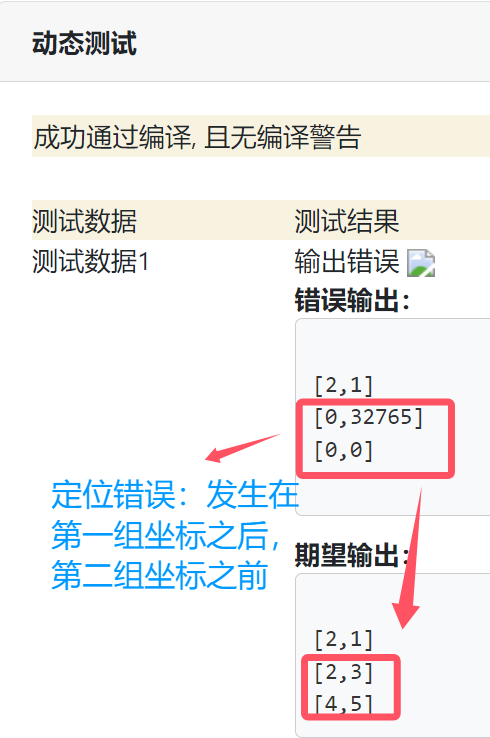 动态测试
成功通过编译, 且无编译警告
测试数据 测试结果
测试数据1 输出错误
错误输出：
[2,1]
[0,32765]
[0,0]
定位错误：发生在
第一组坐标之后，
第二组坐标之前
期望输出：
[2,1]
[2,3]
[4,5]